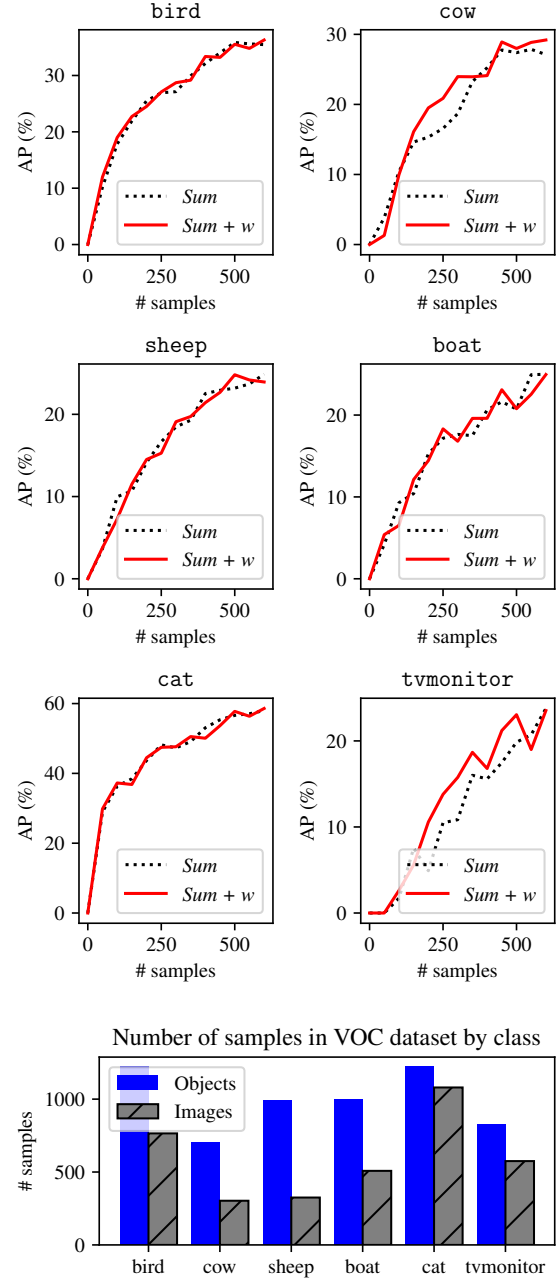 bird
cow
AP (%)
30
20
10
0
Sum
Sum + w
0
250
500
# samples
AP (%)
30
20
10
0
Sum
Sum + w
0
250
500
# samples
sheep
boat
AP (%)
20
10
0
Sum
Sum + w
0
250
500
# samples
AP (%)
20
10
0
Sum
Sum + w
0
250
500
# samples
cat
tvmonitor
AP (%)
60
40
20
0
Sum
Sum + w
0
250
500
# samples
AP (%)
20
10
0
Sum
Sum + w
0
250
500
# samples
Number of samples in VOC dataset by class
# samples
1000
500
0
Objects
Images
bird
cow
sheep
boat
cat
tvmonitor